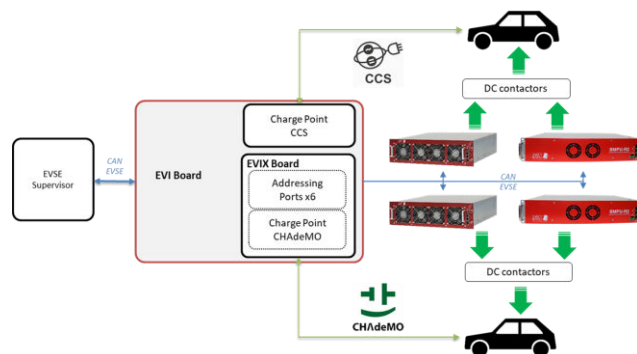 CCS
DC contactors
Charge Point
CCS
EVI Board
EVIX Board
Addressing
Ports x6
Charge Point
CHAdeMO
EVSE
Supervisor
CAN
EVSE
CAN
EVSE
DC contactors
CHΛdeMO